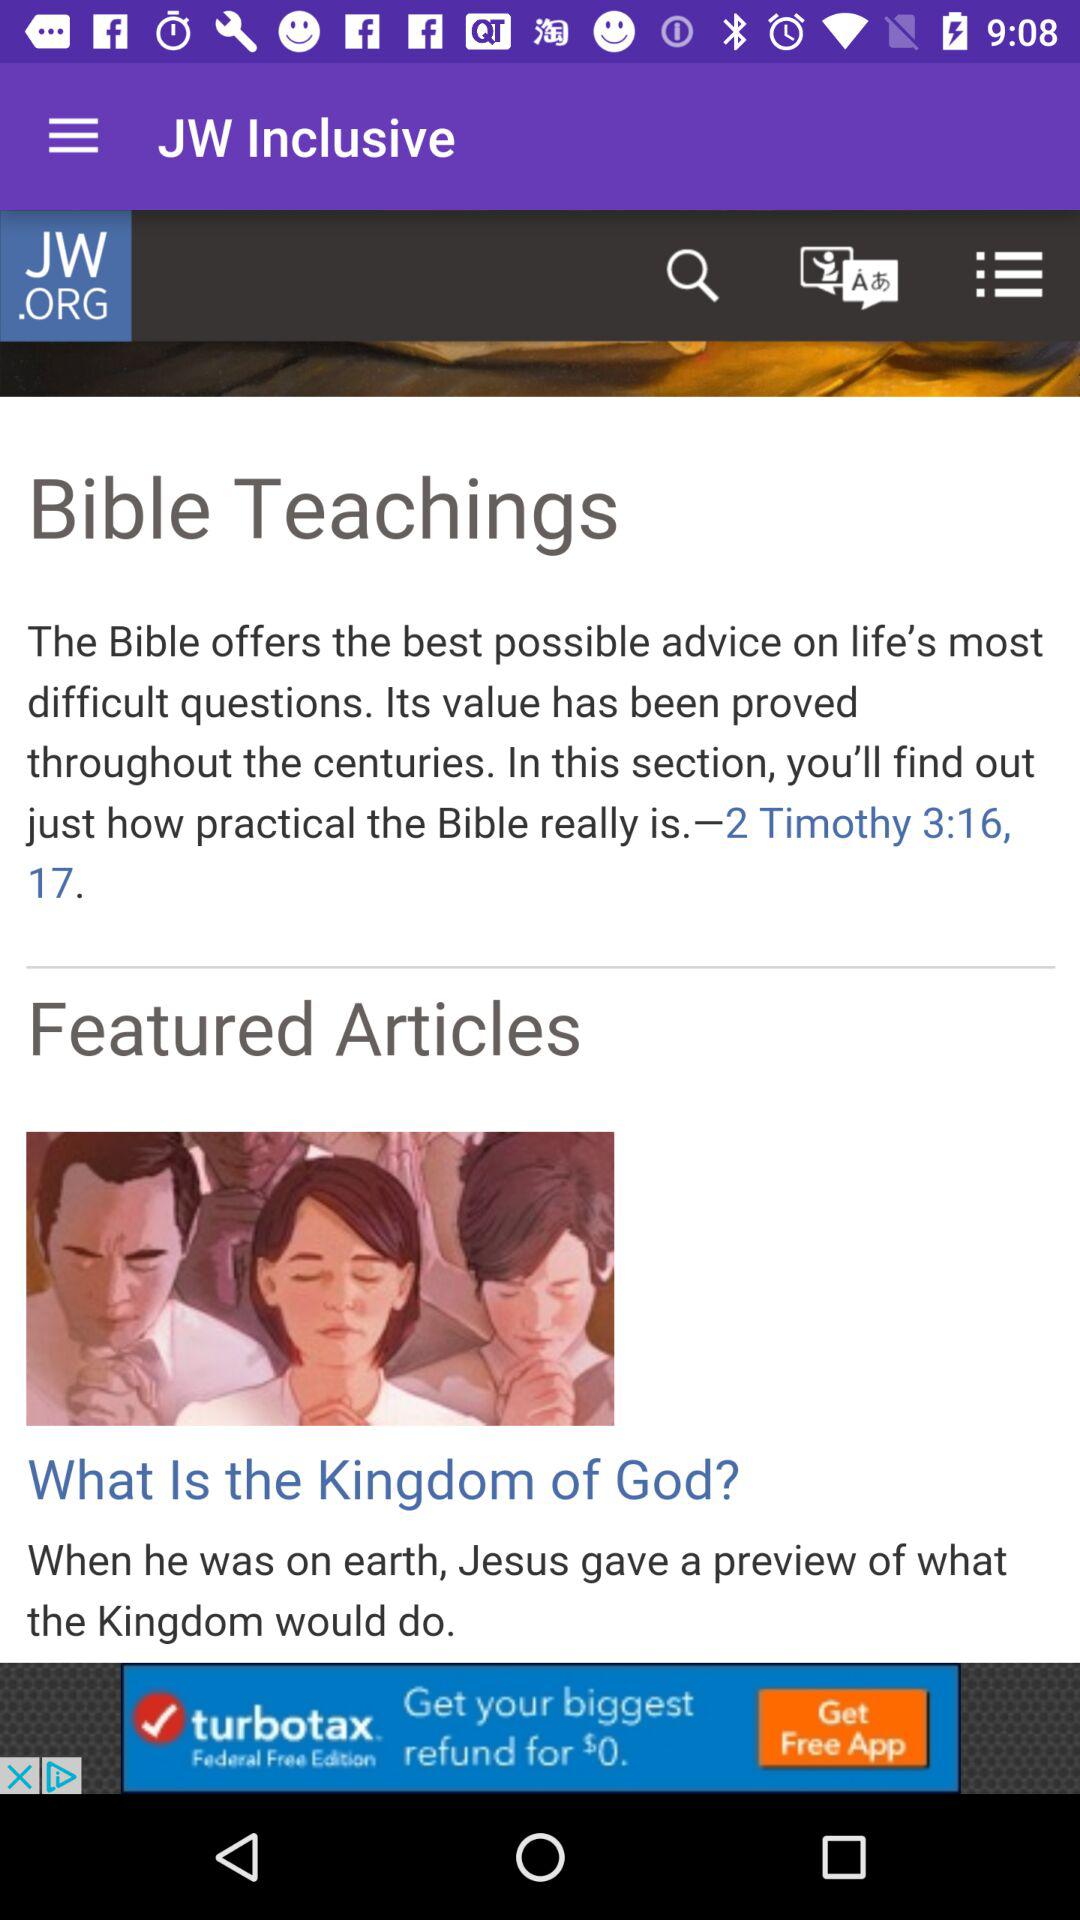 QT 淘 9:08
JW Inclusive
JW
.ORG
Áあ
Bible Teachings
The Bible offers the best possible advice on life’s most
difficult questions. Its value has been proved
throughout the centuries. In this section, you’ll find out
just how practical the Bible really is.—2 Timothy 3:16,
17.
Featured Articles
What Is the Kingdom of God?
When he was on earth, Jesus gave a preview of what
the Kingdom would do.
turbotax
Federal Free Edition
Get your biggest
refund for $0.
Get
Free App